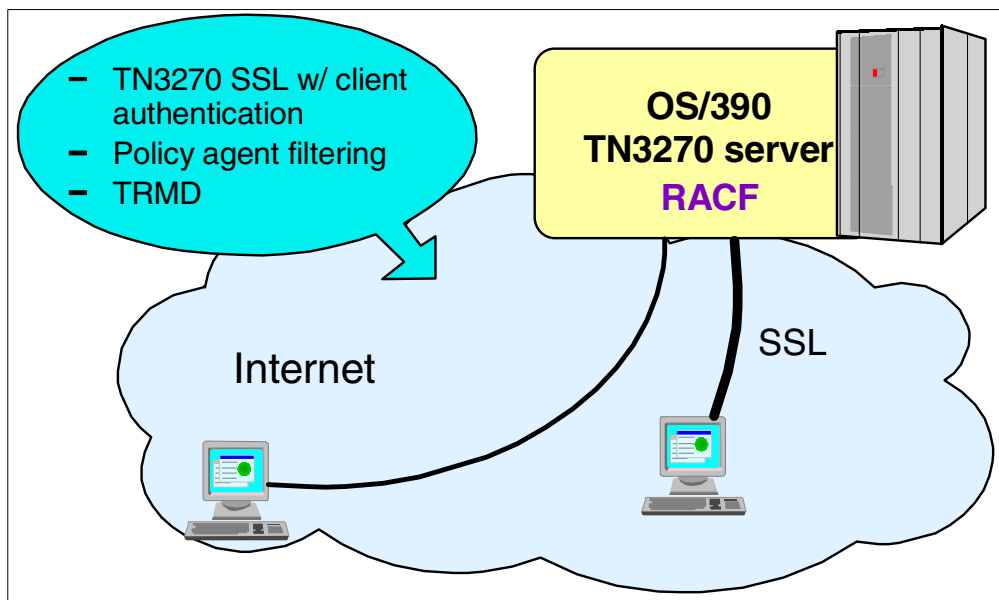 – TN3270 SSL w/ client
authentication
– Policy agent filtering
– TRMD
OS/390
TN3270 server
RACF
SSL
Internet